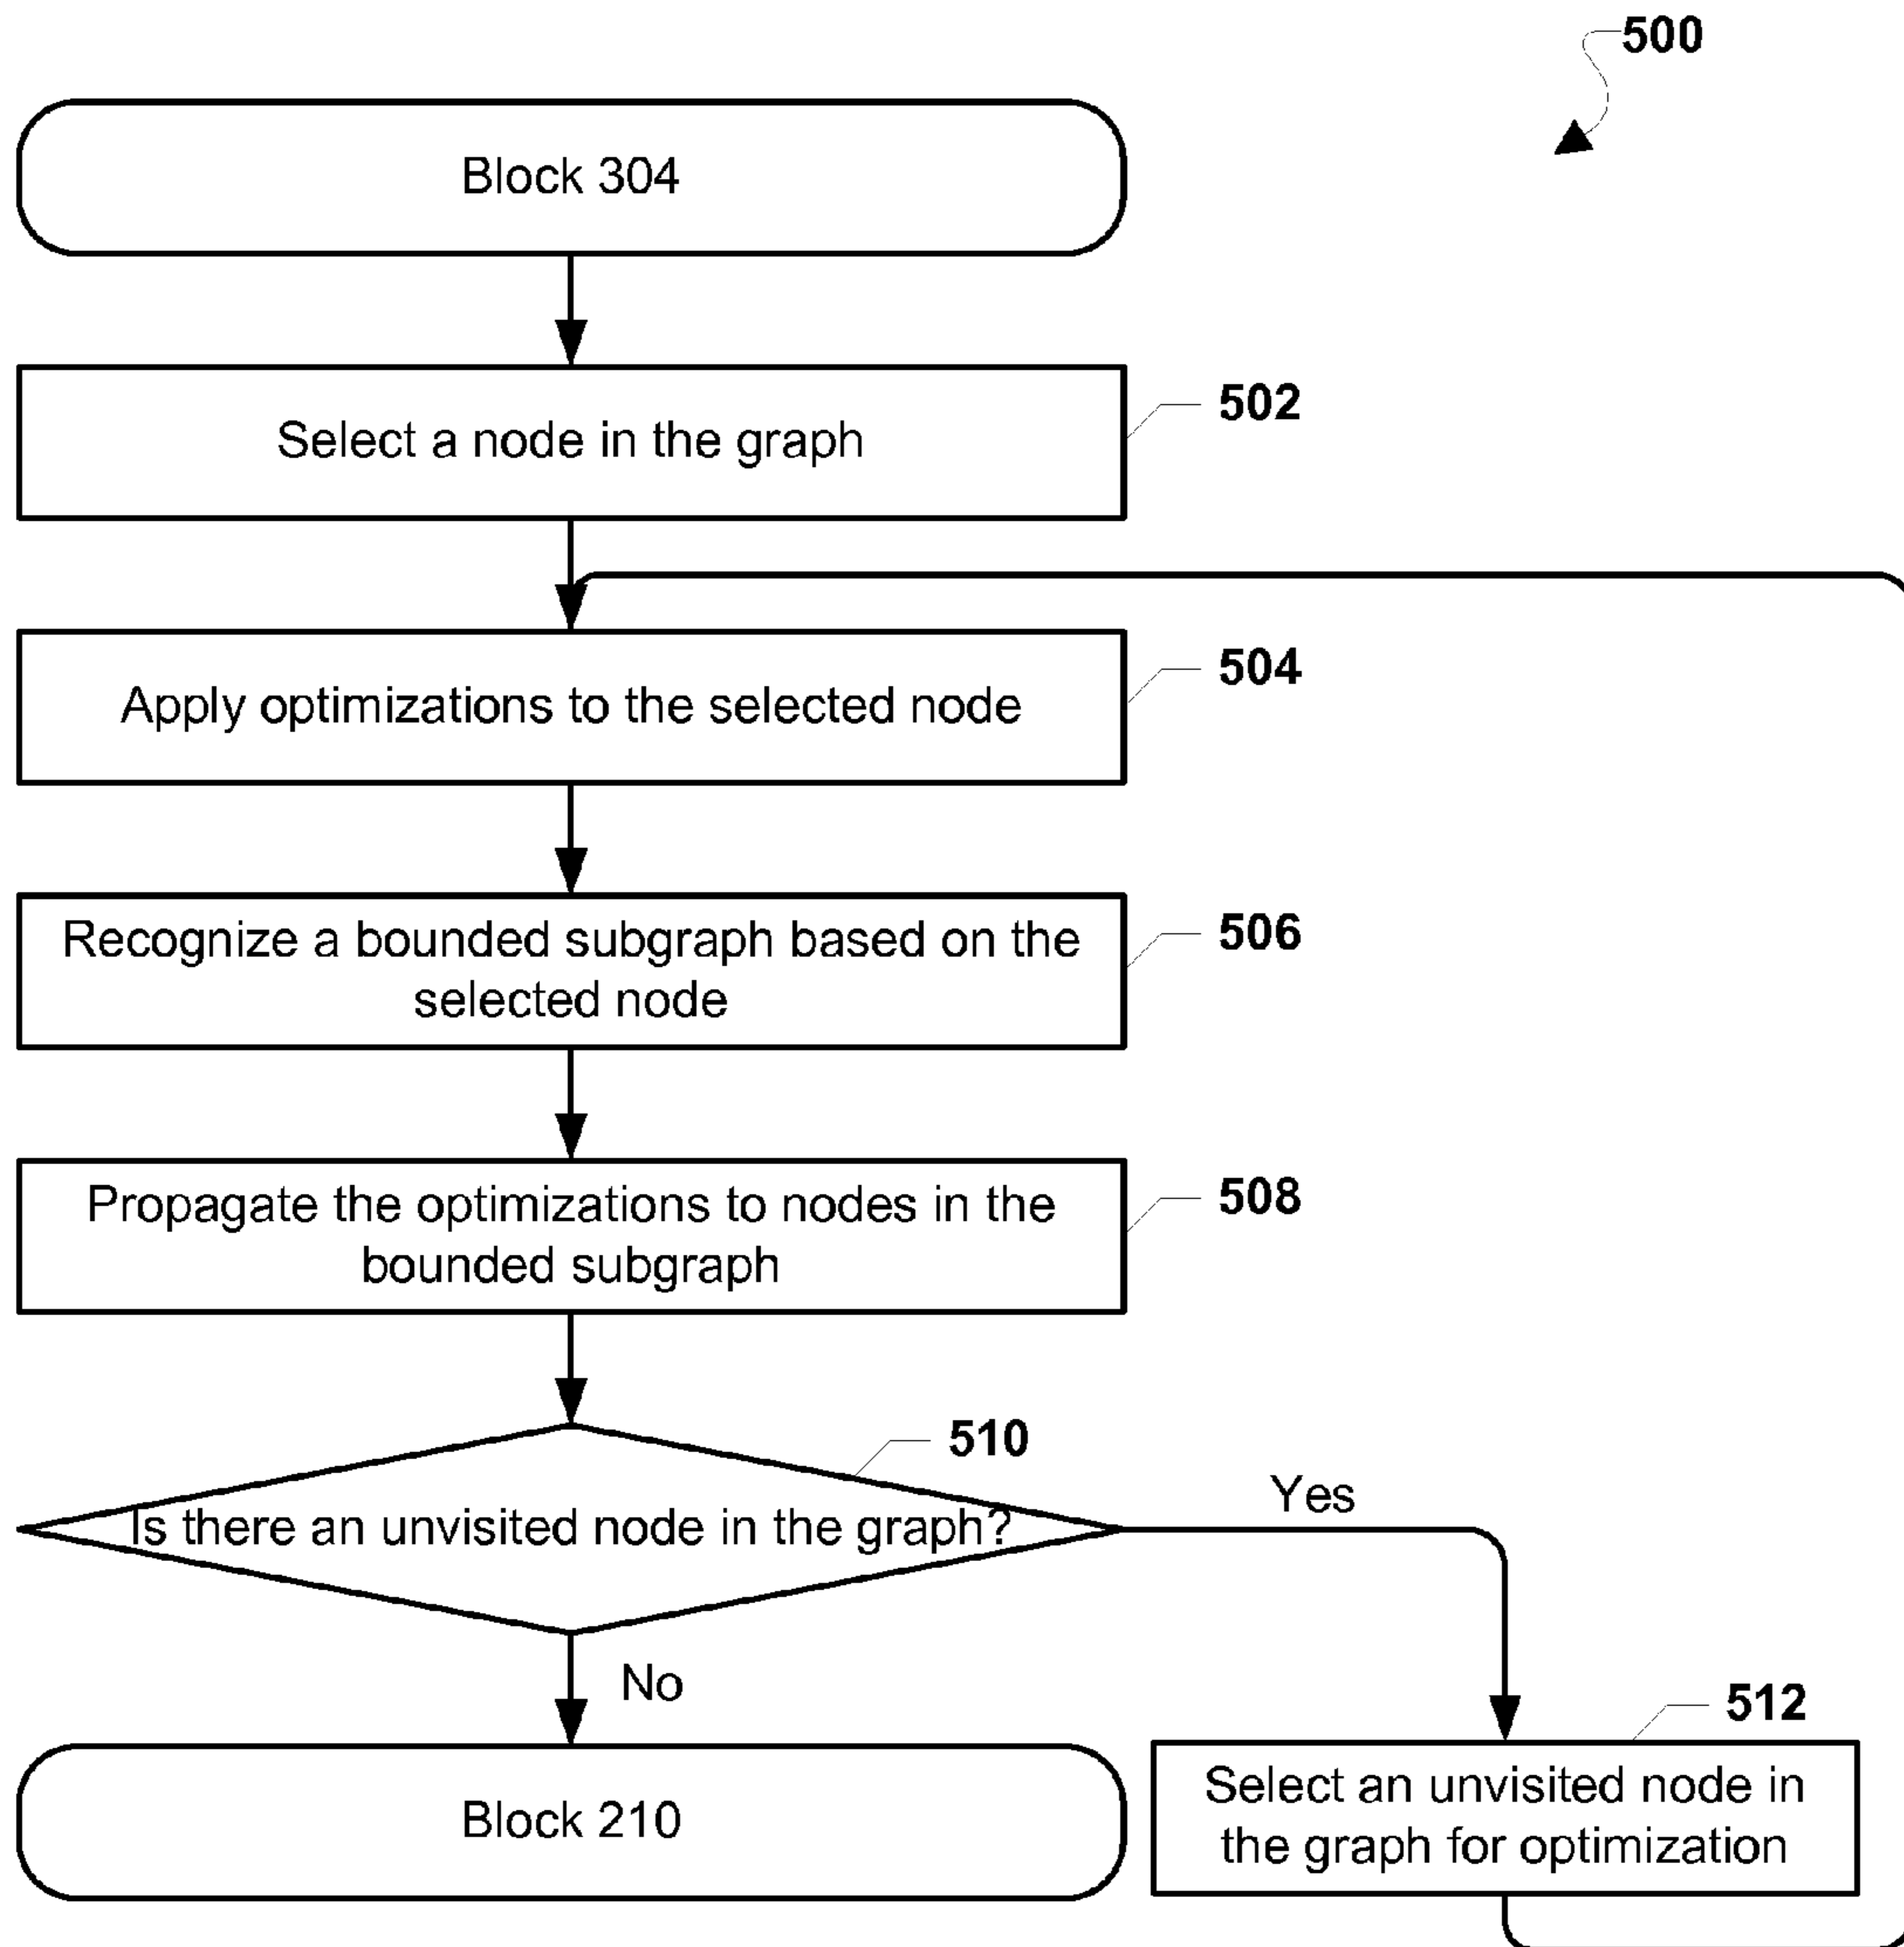 500
Block 304
Select a node in the graph
502
Apply optimizations to the selected node
504
Recognize a bounded subgraph based on the
selected node
506
Propagate the optimizations to nodes in the
bounded subgraph
508
510
Is there an unvisited node in the graph?
Yes
No
512
Block 210
Select an unvisited node in
the graph for optimization